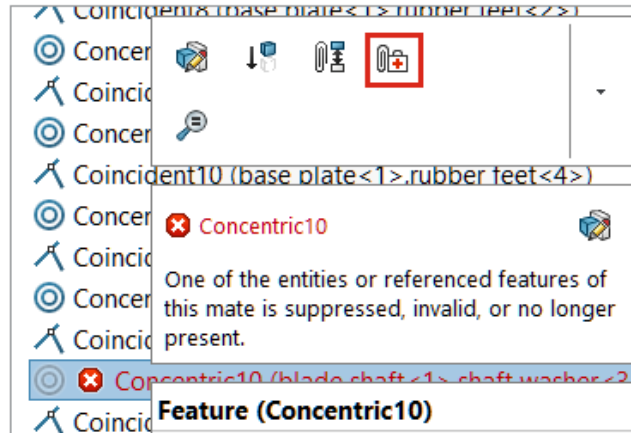 Coincident8 (base plate<1>,rubber feet<2>)
Concer
Coincid
Concer
Coincident10 (base plate<1>,rubber feet<4>)
Concer
Concentric10
Coincid
One of the entities or referenced features of
Concer
this mate is suppressed, invalid, or no longer
Coincid
present.
Concentric10 (blade shaft<1>,shaft washer<3
Coincid
Feature (Concentric10)